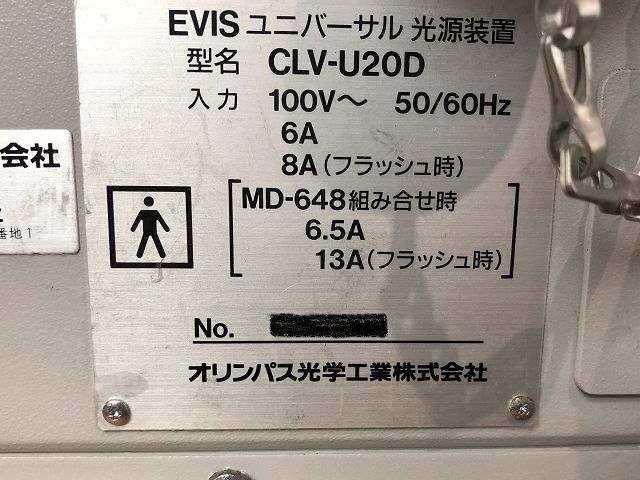 EVIS ユニバーサル 光源装置
型名 CLV-U20D
入力 100V～ 50/60Hz
6A
8A(フラッシュ時)
MD-648組み合せ時
6.5A
13A(フラッシュ時)
No.
オリンパス光学工業株式会社
会社
番地1